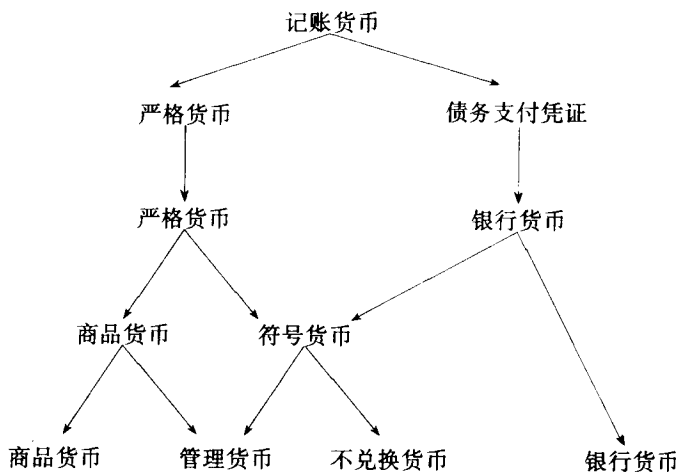 记账货币
严格货币 债务支付凭证
严格货币 银行货币
商品货币 符号货币
商品货币 管理货币 不兑换货币 银行货币